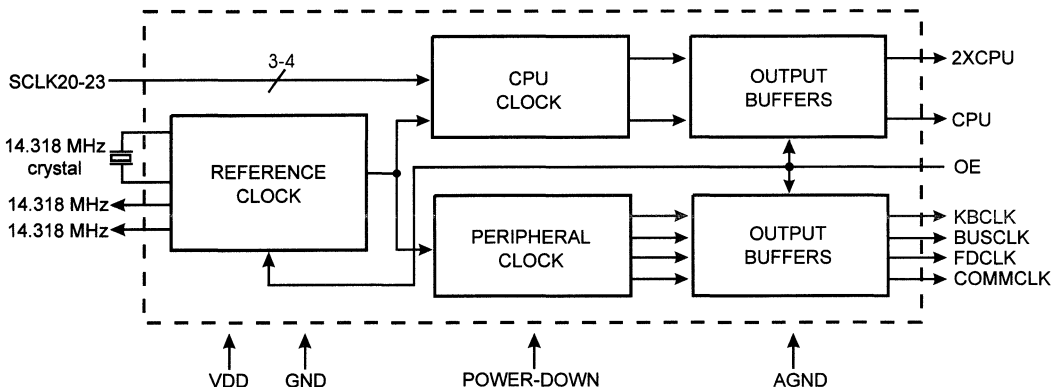 SCLK20-23
3-4
CPU
CLOCK
OUTPUT
BUFFERS
2XCPU
CPU
14.318 MHz
crystal
REFERENCE
CLOCK
OE
14.318 MHz
14.318 MHz
PERIPHERAL
CLOCK
OUTPUT
BUFFERS
KBCLK
BUSCLK
FDCLK
COMMCLK
VDD
GND
POWER-DOWN
AGND